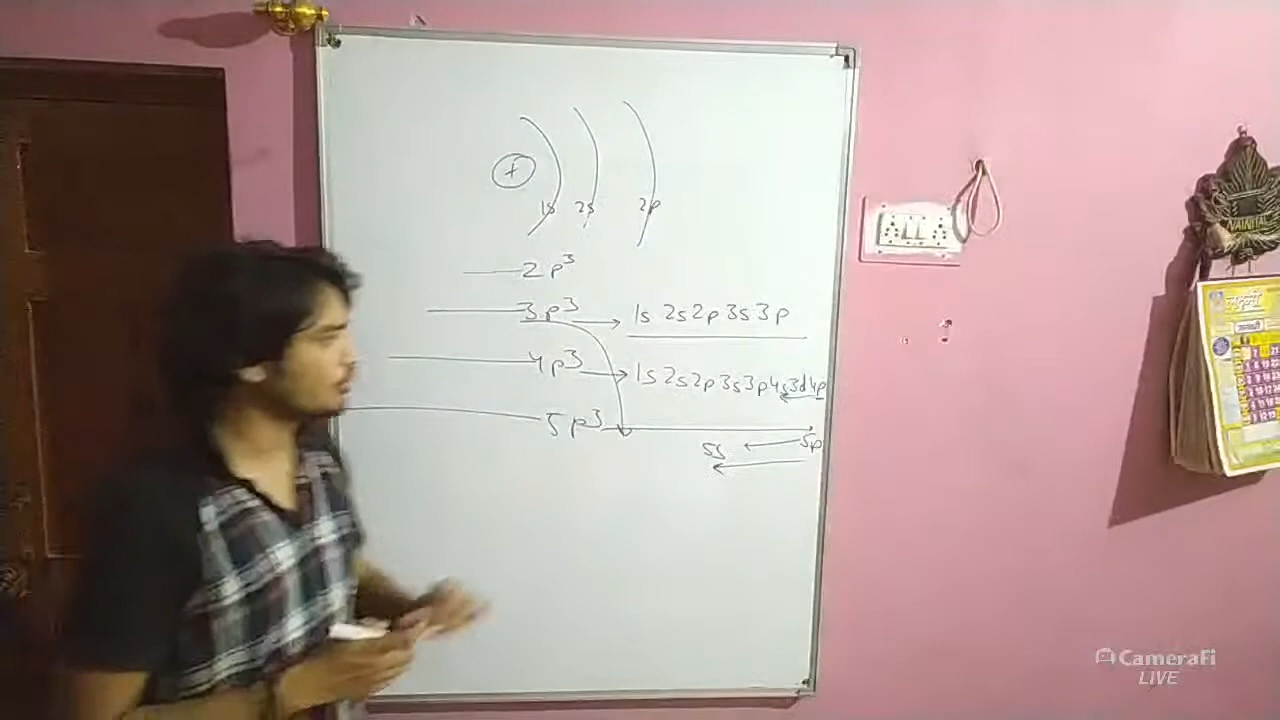 +
1s 2s 2p
2p³
3p³ → 1s 2s 2p 3s 3p
4p³ → 1s 2s 2p 3s 3p 4s 3d 4p
5p³
5s 5p
NAINITAL
CameraFi
LIVE